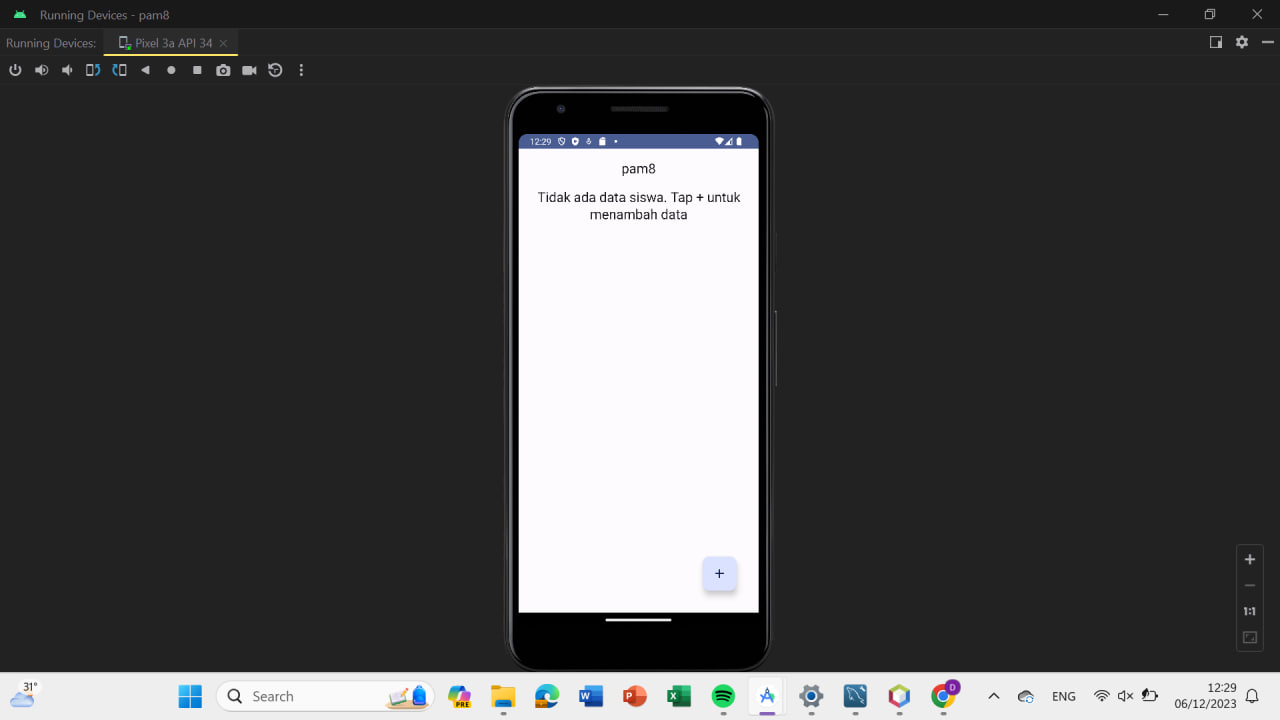 Running Devices - pam8
Running Devices:
Pixel 3a API 34
12:29
pam8
Tidak ada data siswa. Tap + untuk
menambah data
+
1:1
31°
Search
PRE
W
P
X
D
ENG
12:29
06/12/2023